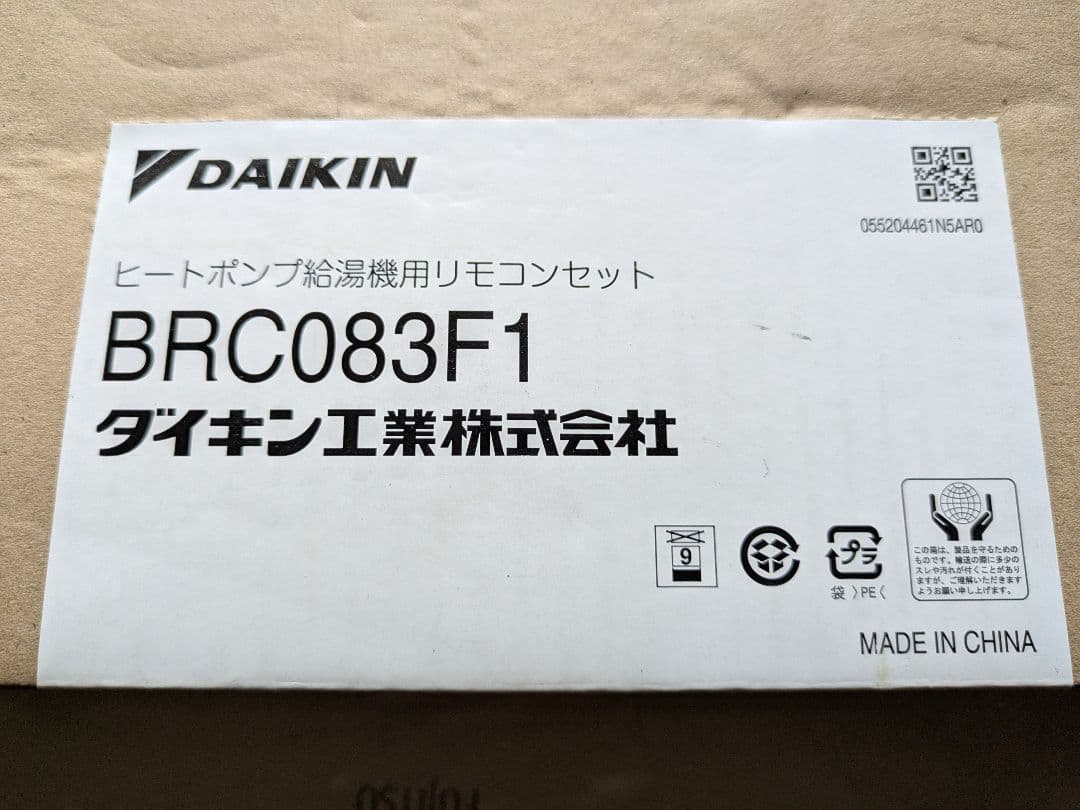 DAIKIN
055204461N5AR0
ヒートポンプ給湯機用リモコンセット
BRC083F1
ダイキン工業株式会社
9
プラ
袋 〉PE〈
この箱は、製品を守るための
ものです。輸送の際に多少の
スレや汚れが付くことがあり
ますが、ご理解いただきます
ようお願い申し上げます。
MADE IN CHINA